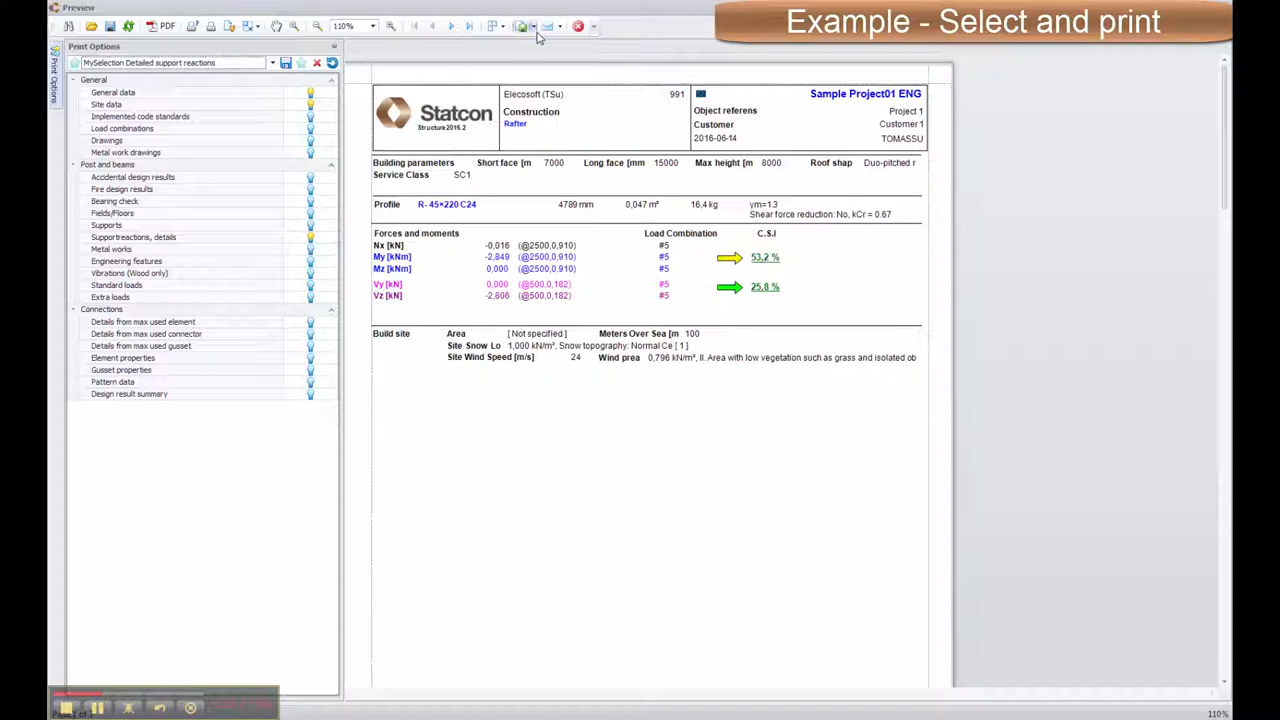 Preview
Example - Select and print
PDF
110%
Print Options
Print Options
MySelection Detailed support reactions
General
General data
Site data
Implemented code standards
Load combinations
Drawings
Metal work drawings
Post and beams
Accidental design results
Fire design results
Bearing check
Fields/Floors
Supports
Supportreactions, details
Metal works
Engineering features
Vibrations (Wood only)
Standard loads
Extra loads
Connections
Details from max used element
Details from max used connector
Details from max used gusset
Element properties
Gusset properties
Pattern data
Design result summary
Statcon
Structure 2016.2
Elecosoft (TSu) 991
Construction
Rafter
Sample Project01 ENG
Object referens Project 1
Customer Customer 1
2016-06-14 TOMASSU
Building parameters Short face [m 7000 Long face [mm 15000 Max height [m 8000 Roof shap Duo-pitched r
Service Class SC1
Profile R- 45×220 C24 4789 mm 0,047 m³ 16,4 kg γm=1.3
Shear force reduction: No, kCr = 0.67
Forces and moments Load Combination C.S.I
Nx [kN] -0,016 (@2500,0,910) #5
My [kNm] -2,849 (@2500,0,910) #5 53,2 %
Mz [kNm] 0,000 (@2500,0,910) #5
Vy [kN] 0,000 (@500,0,182) #5 25,8 %
Vz [kN] -2,806 (@500,0,182) #5
Build site Area [ Not specified ] Meters Over Sea [m 100
Site Snow Lo 1,000 kN/m², Snow topography: Normal Ce [ 1 ]
Site Wind Speed [m/s] 24 Wind prea 0,796 kN/m², II. Area with low vegetation such as grass and isolated ob
110%